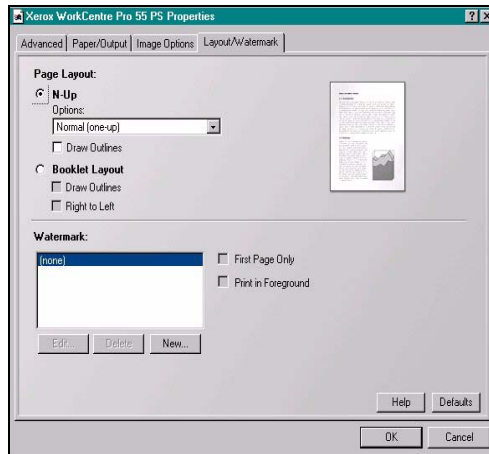 Xerox WorkCentre Pro 55 PS Properties
Advanced Paper/Output Image Options Layout/Watermark
Page Layout:
N-Up
Options:
Normal (one-up)
Draw Outlines
Booklet Layout
Draw Outlines
Right to Left
Watermark:
(none)
First Page Only
Print in Foreground
Edit... Delete New...
Help Defaults
OK Cancel